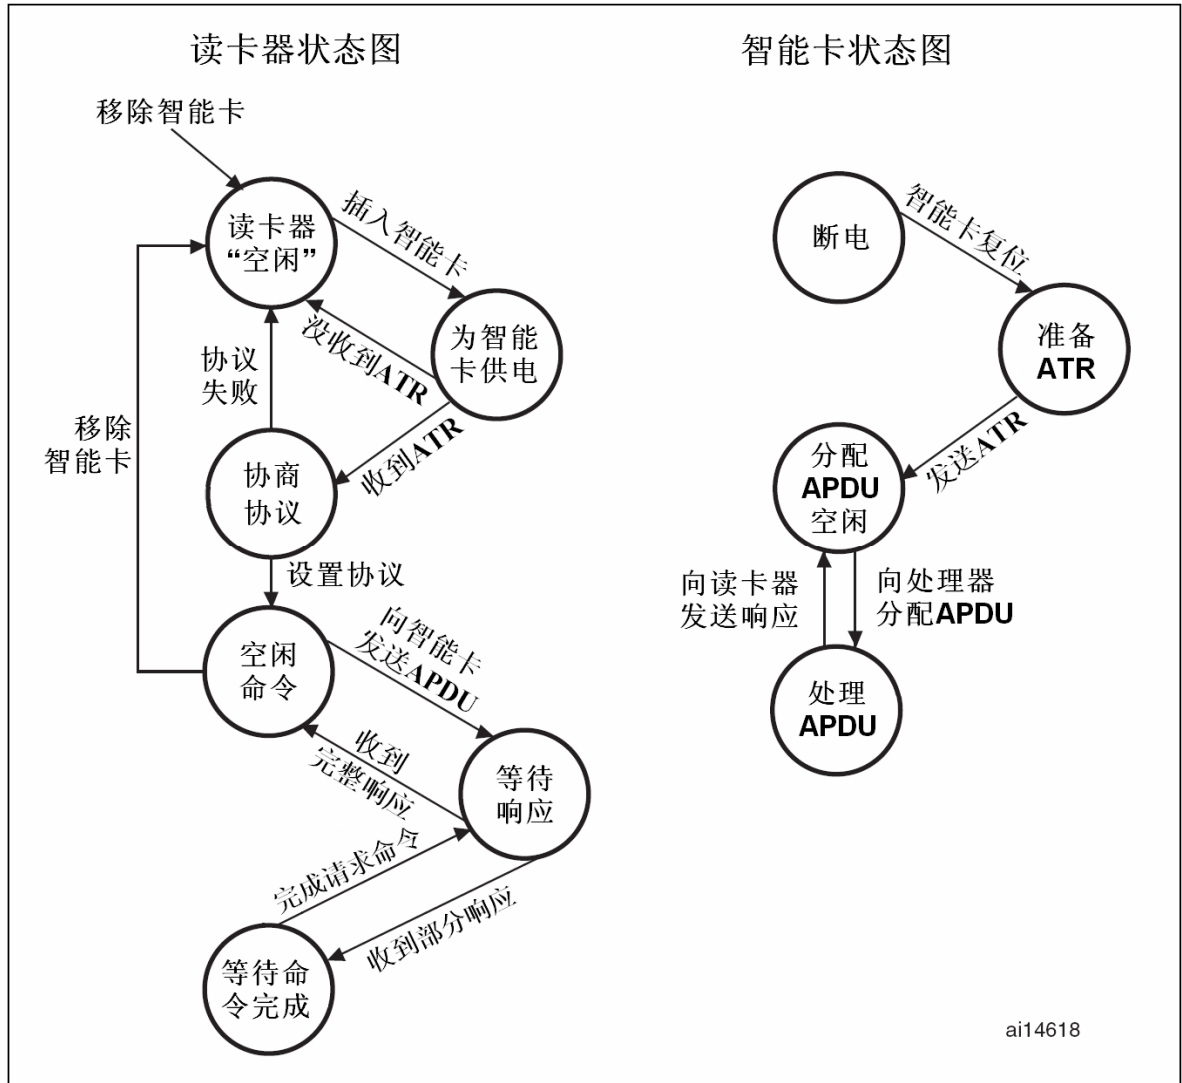 读卡器状态图
移除智能卡
读卡器
“空闲”
插入智能卡
为智能
卡供电
没收到ATR
收到ATR
协议
失败
移除
智能卡
协商
协议
设置协议
空闲
命令
向智能卡
发送APDU
收到
完整响应
等待
响应
完成请求命令
收到部分响应
等待命
令完成
智能卡状态图
断电
智能卡复位
准备
ATR
发送ATR
分配
APDU
空闲
向读卡器
发送响应
向处理器
分配APDU
处理
APDU
ai14618